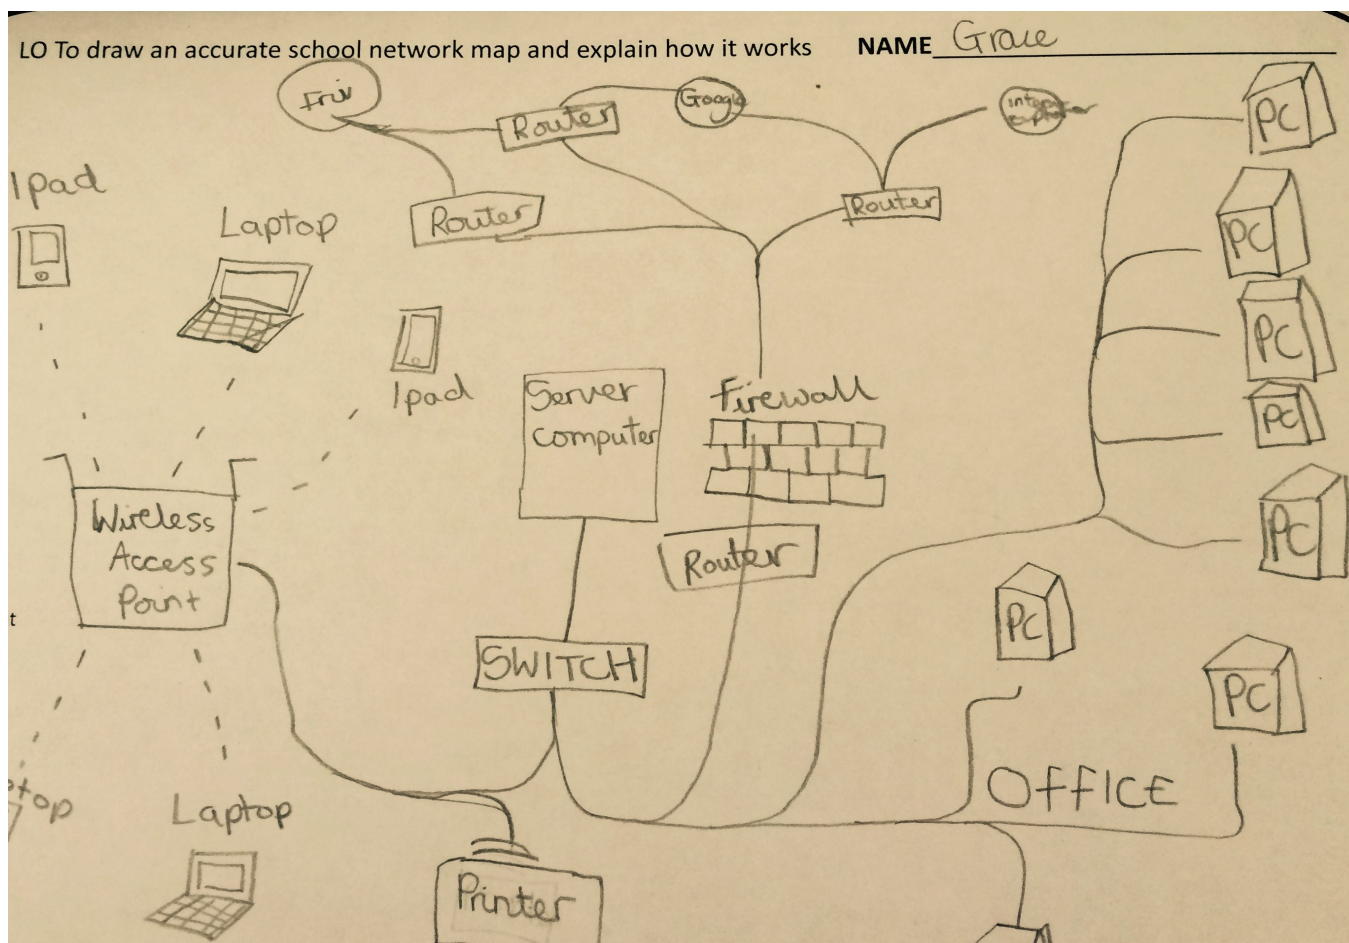 LO To draw an accurate school network map and explain how it works
NAME Grace
Friv
Router
Google
PC
Ipad
Router
Router
Laptop
PC
PC
Ipad
Server
computer
Firewall
PC
Wireless
Access
Point
Router
PC
t
PC
SWITCH
PC
OFFICE
top
Laptop
Printer